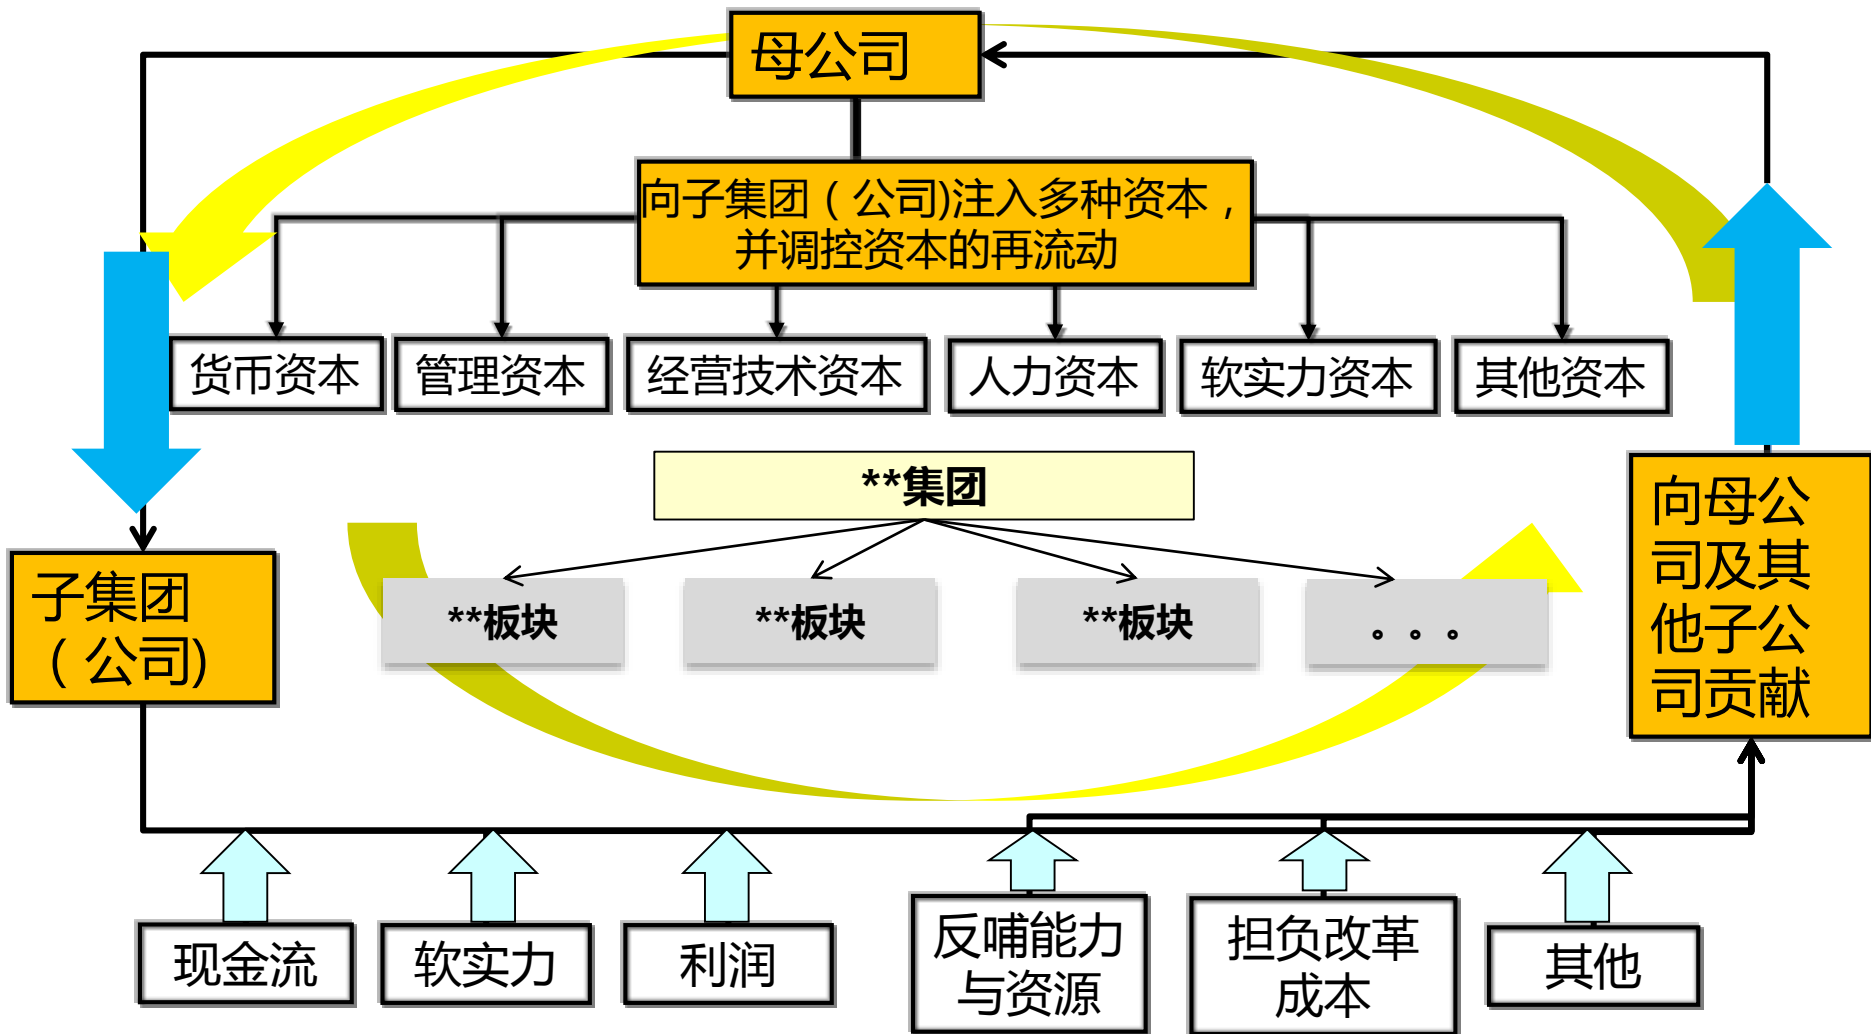 母公司
向子集团（公司)注入多种资本，
并调控资本的再流动
货币资本
管理资本
经营技术资本
人力资本
软实力资本
其他资本
**集团
**板块
**板块
**板块
。。。
子集团
（公司)
向母公
司及其
他子公
司贡献
现金流
软实力
利润
反哺能力
与资源
担负改革
成本
其他